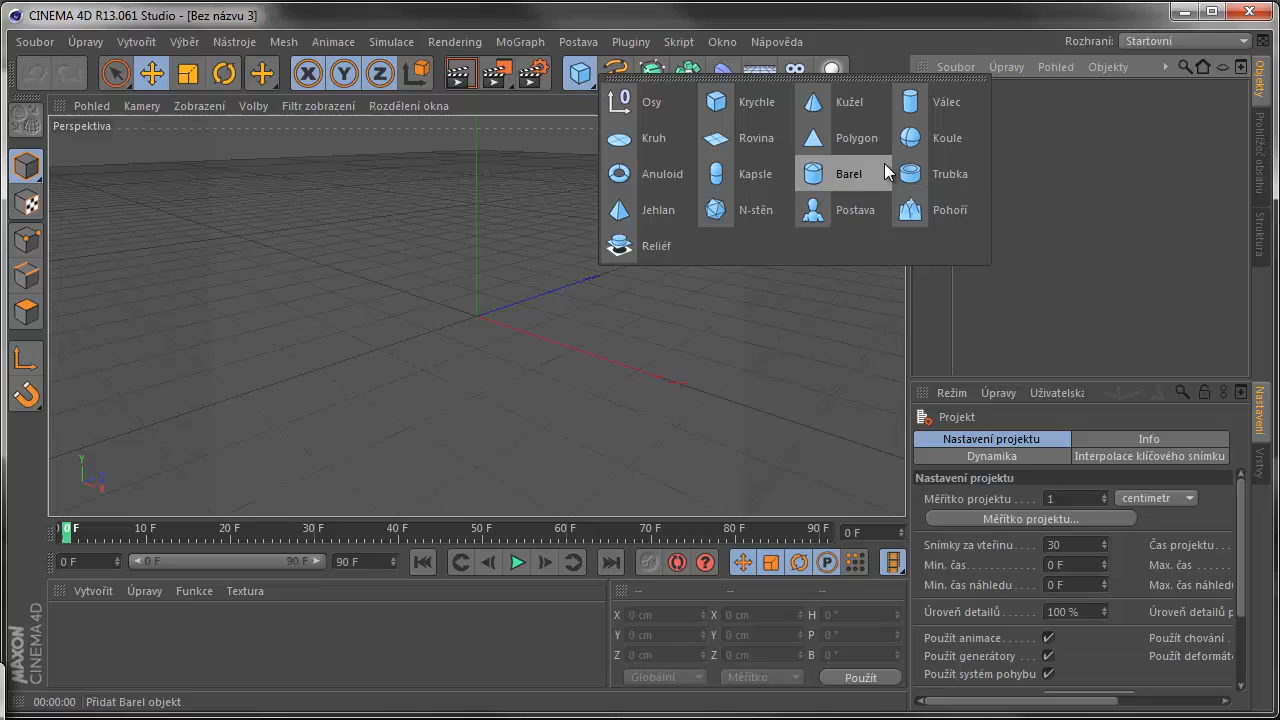 CINEMA 4D R13.061 Studio - [Bez názvu 3]
Soubor Úpravy Vytvořit Výběr Nástroje Mesh Animace Simulace Rendering MoGraph Postava Pluginy Skript Okno Nápověda Rozhraní: Startovní
X Y Z
Soubor Úpravy Pohled Objekty
Pohled Kamery Zobrazení Volby Filtr zobrazení Rozdělení okna
Perspektiva
0 Osy Krychle Kužel Válec
Kruh Rovina Polygon Koule
Anuloid Kapsle Barel Trubka
Jehlan N-stěn Postava Pohoří
Reliéf
Objekty
Prohlížeč obsahu
Struktura
Y
Z
X
Režim Úpravy Uživatelska
Projekt
Nastavení projektu Info
Dynamika Interpolace klíčového snímku
Nastavení projektu
Měřítko projektu . . . . 1 centimetr
Měřítko projektu...
Snímky za vteřinu . . . . 30 Čas projektu . . .
Min. čas 0 F Max. čas
Min. čas náhledu 0 F Max. čas náhledu
Úroveň detailů . . . . . . 100 % Úroveň detailů p
Použít animace . . . . . . Použít chování .
Použít generátory . . . Použít deformáto
Použít systém pohybu
Nastavení
Vrstvy
0 F 10 F 20 F 30 F 40 F 50 F 60 F 70 F 80 F 90 F 0 F
0 F 0 F 90 F 90 F P
Vytvořit Úpravy Funkce Textura
-- -- --
X 0 cm X 0 cm H 0 °
Y 0 cm Y 0 cm P 0 °
Z 0 cm Z 0 cm B 0 °
Globální Měřítko Použít
MAXON
CINEMA 4D
00:00:00 Přidat Barel objekt